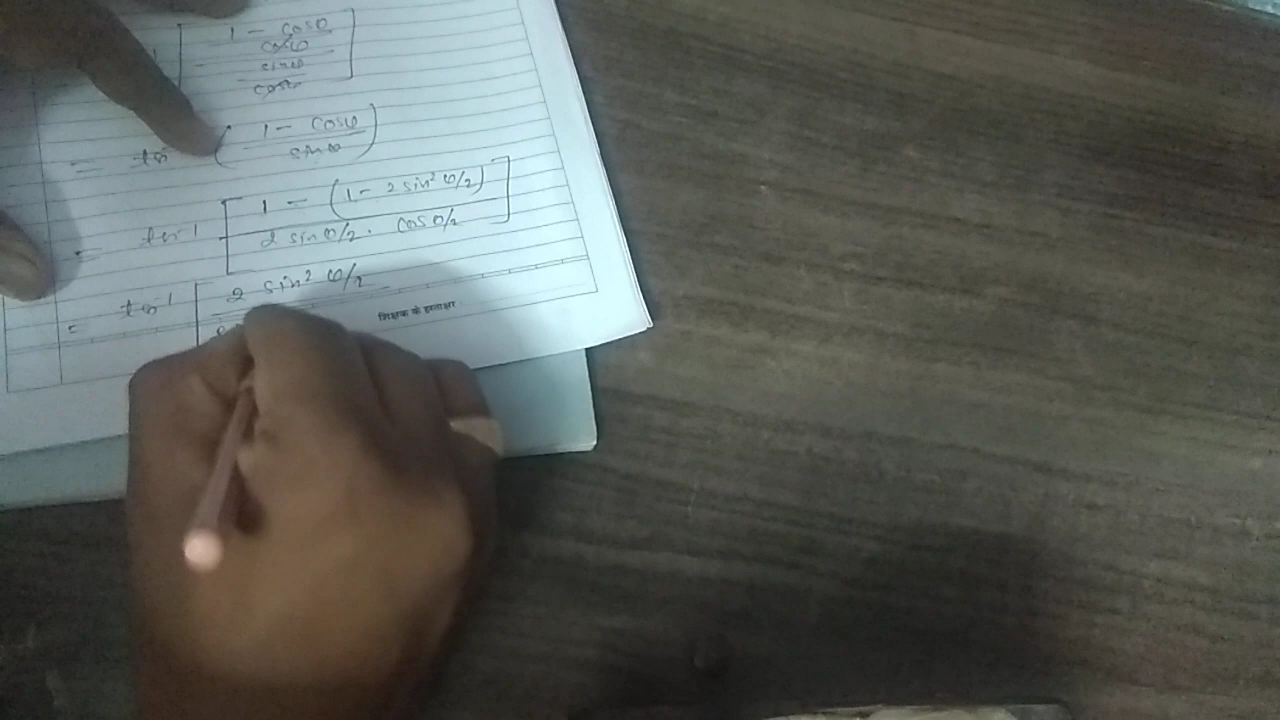 1 - cosθ
cosθ
sinθ
cosθ
= tan ( 1 - cosθ
sinθ )
= tan-1 [ 1 - (1 - 2 sin² θ/2)
2 sin θ/2 . cos θ/2 ]
= tan-1 [ 2 sin² θ/2
शिक्षक के हस्ताक्षर